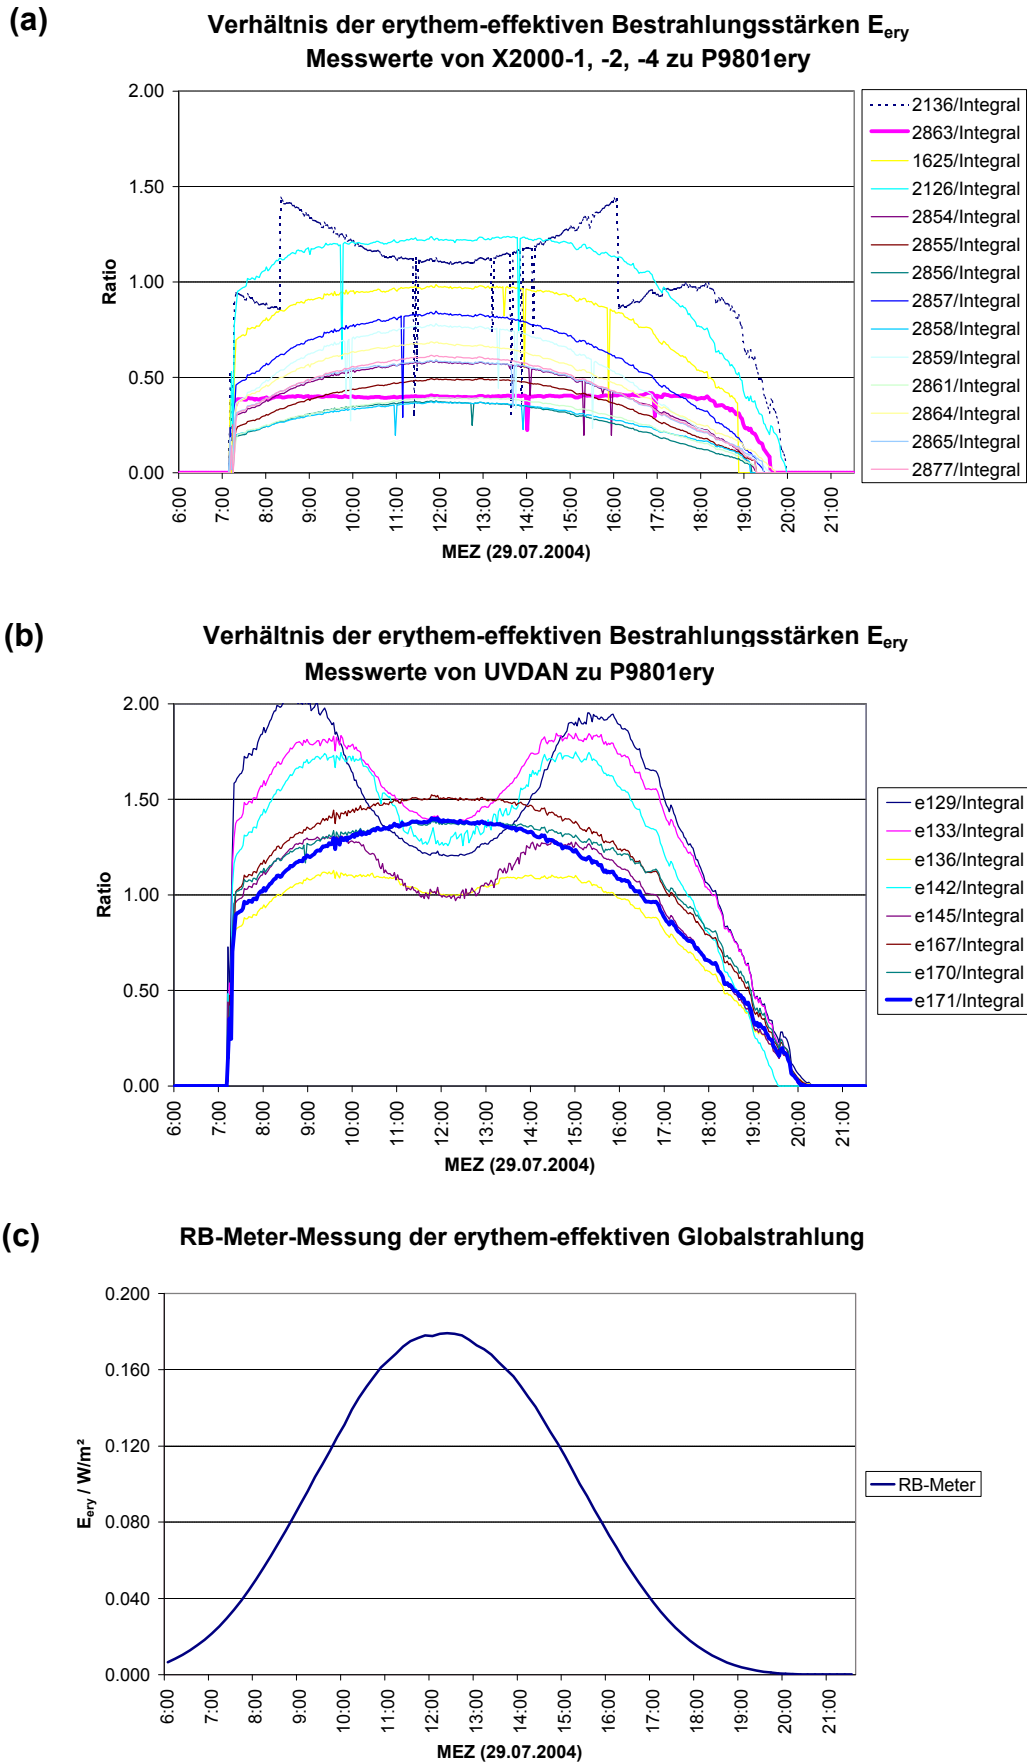 (a)
Verhältnis der erythem-effektiven Bestrahlungsstärken Eery
Messwerte von X2000-1, -2, -4 zu P9801ery
2.00
1.50
1.00
0.50
0.00
Ratio
6:00 7:00 8:00 9:00 10:00 11:00 12:00 13:00 14:00 15:00 16:00 17:00 18:00 19:00 20:00 21:00
MEZ (29.07.2004)
2136/Integral
2863/Integral
1625/Integral
2126/Integral
2854/Integral
2855/Integral
2856/Integral
2857/Integral
2858/Integral
2859/Integral
2861/Integral
2864/Integral
2865/Integral
2877/Integral
(b)
Verhältnis der erythem-effektiven Bestrahlungsstärken Eery
Messwerte von UVDAN zu P9801ery
2.00
1.50
1.00
0.50
0.00
Ratio
6:00 7:00 8:00 9:00 10:00 11:00 12:00 13:00 14:00 15:00 16:00 17:00 18:00 19:00 20:00 21:00
MEZ (29.07.2004)
e129/Integral
e133/Integral
e136/Integral
e142/Integral
e145/Integral
e167/Integral
e170/Integral
e171/Integral
(c)
RB-Meter-Messung der erythem-effektiven Globalstrahlung
0.200
0.160
0.120
0.080
0.040
0.000
Eery / W/m²
6:00 7:00 8:00 9:00 10:00 11:00 12:00 13:00 14:00 15:00 16:00 17:00 18:00 19:00 20:00 21:00
MEZ (29.07.2004)
RB-Meter